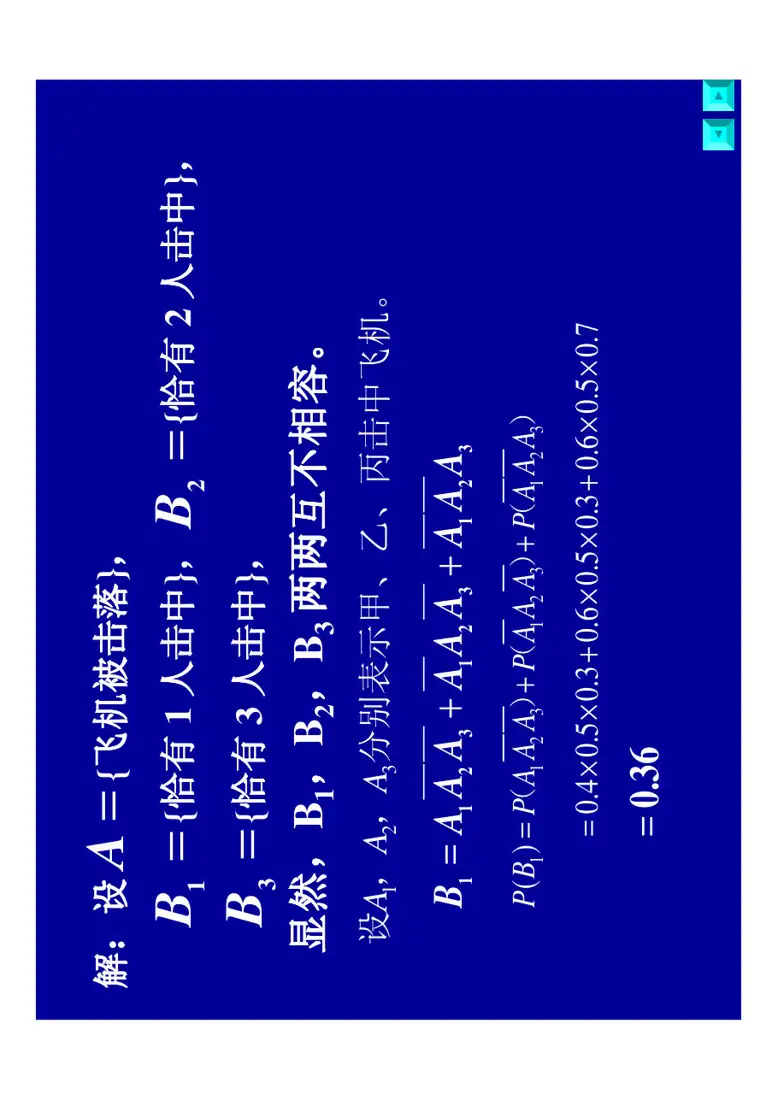 解：设 A ={飞机被击落},
B₁ ={恰有 1 人击中}, B₂ ={恰有 2 人击中},
B₃ ={恰有 3 人击中},
显然，B₁，B₂，B₃ 两两互不相容。
设A₁，A₂，A₃分别表示甲、乙、丙击中飞机。
B₁ = A₁A̅₂A̅₃ + A̅₁A₂A̅₃ + A̅₁A̅₂A₃
P(B₁) = P(A₁A̅₂A̅₃) + P(A̅₁A₂A̅₃) + P(A̅₁A̅₂A₃)
= 0.4×0.5×0.3 + 0.6×0.5×0.3 + 0.6×0.5×0.7
= 0.36